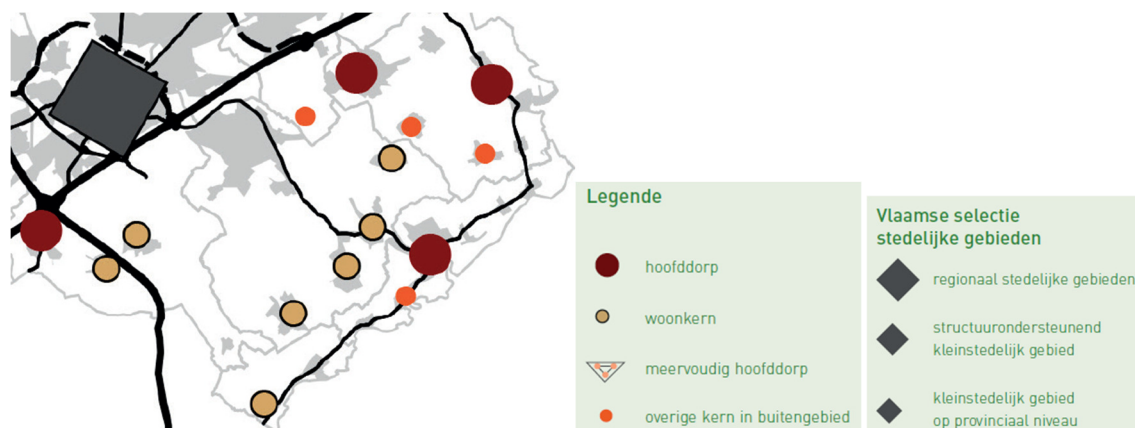 Legende
hoofddorp
woonkern
meervoudig hoofddorp
overige kern in buitengebied
Vlaamse selectie
stedelijke gebieden
regionaal stedelijke gebieden
structuurondersteunend
kleinstedelijk gebied
kleinstedelijk gebied
op provinciaal niveau